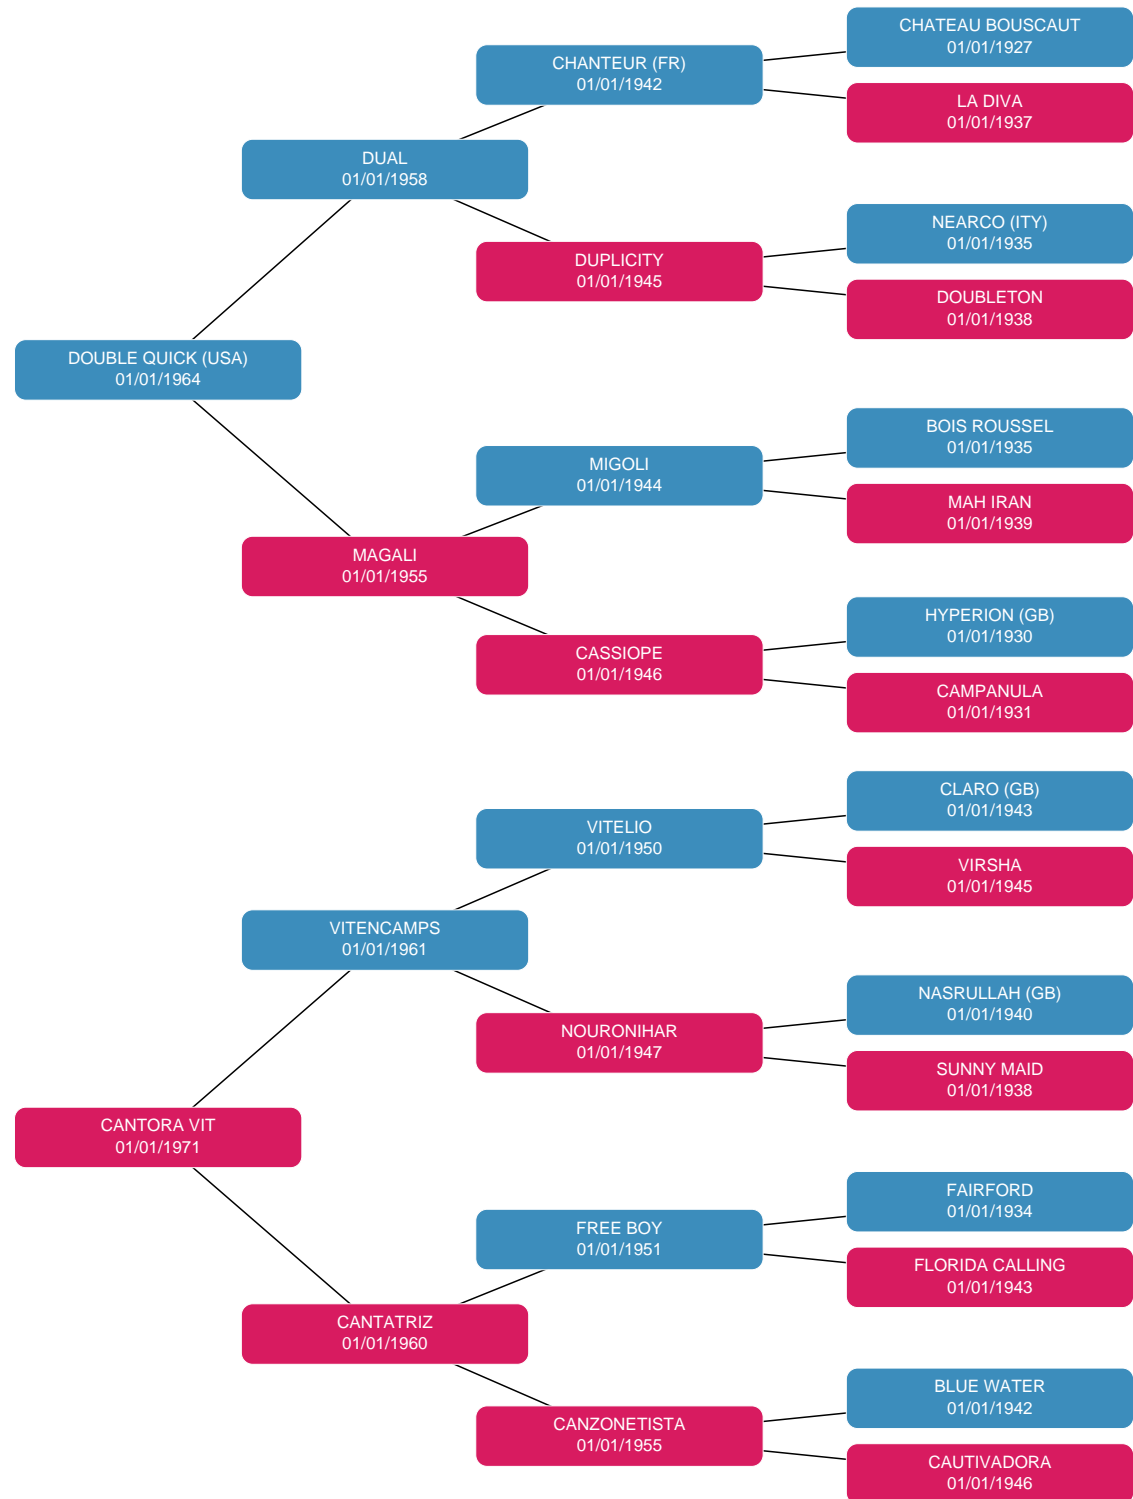 CHATEAU BOUSCAUT
01/01/1927
CHANTEUR (FR)
01/01/1942
LA DIVA
01/01/1937
DUAL
01/01/1958
NEARCO (ITY)
01/01/1935
DUPLICITY
01/01/1945
DOUBLETON
01/01/1938
DOUBLE QUICK (USA)
01/01/1964
BOIS ROUSSEL
01/01/1935
MIGOLI
01/01/1944
MAH IRAN
01/01/1939
MAGALI
01/01/1955
HYPERION (GB)
01/01/1930
CASSIOPE
01/01/1946
CAMPANULA
01/01/1931
CLARO (GB)
01/01/1943
VITELIO
01/01/1950
VIRSHA
01/01/1945
VITENCAMPS
01/01/1961
NASRULLAH (GB)
01/01/1940
NOURONIHAR
01/01/1947
SUNNY MAID
01/01/1938
CANTORA VIT
01/01/1971
FAIRFORD
01/01/1934
FREE BOY
01/01/1951
FLORIDA CALLING
01/01/1943
CANTATRIZ
01/01/1960
BLUE WATER
01/01/1942
CANZONETISTA
01/01/1955
CAUTIVADORA
01/01/1946